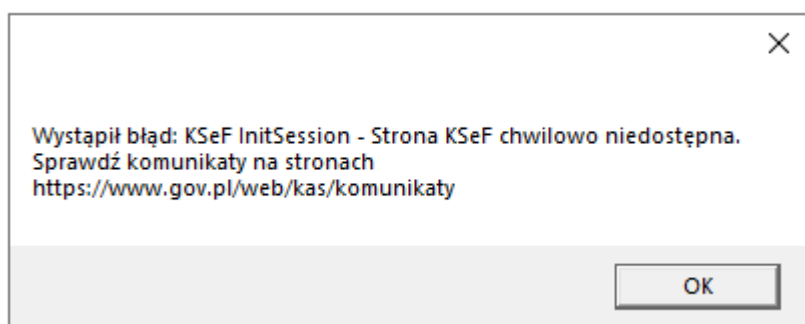 Wystąpił błąd: KSeF InitSession - Strona KSeF chwilowo niedostępna.
Sprawdź komunikaty na stronach
https://www.gov.pl/web/kas/komunikaty
OK